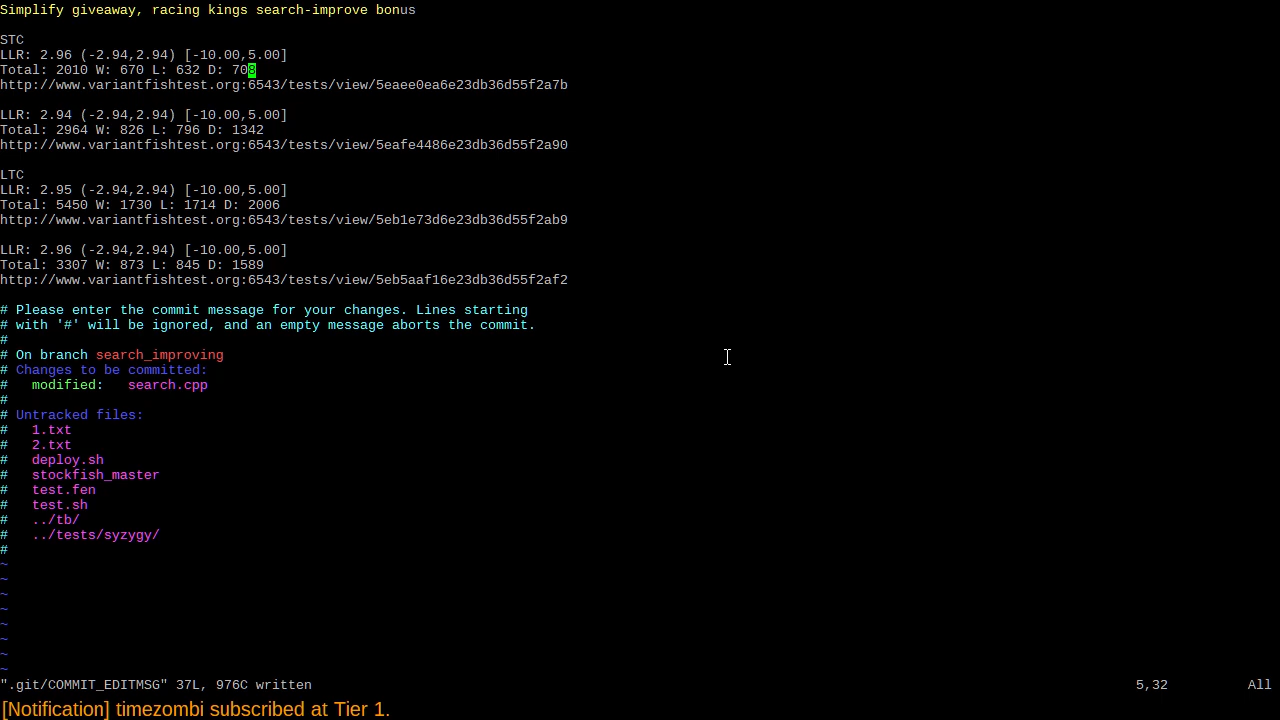 Simplify giveaway, racing kings search-improve bonus
STC
LLR: 2.96 (-2.94,2.94) [-10.00,5.00]
Total: 2010 W: 670 L: 632 D: 708
http://www.variantfishtest.org:6543/tests/view/5eaee0ea6e23db36d55f2a7b
LLR: 2.94 (-2.94,2.94) [-10.00,5.00]
Total: 2964 W: 826 L: 796 D: 1342
http://www.variantfishtest.org:6543/tests/view/5eafe4486e23db36d55f2a90
LTC
LLR: 2.95 (-2.94,2.94) [-10.00,5.00]
Total: 5450 W: 1730 L: 1714 D: 2006
http://www.variantfishtest.org:6543/tests/view/5eb1e73d6e23db36d55f2ab9
LLR: 2.96 (-2.94,2.94) [-10.00,5.00]
Total: 3307 W: 873 L: 845 D: 1589
http://www.variantfishtest.org:6543/tests/view/5eb5aaf16e23db36d55f2af2
# Please enter the commit message for your changes. Lines starting
# with '#' will be ignored, and an empty message aborts the commit.
#
# On branch search_improving
# Changes to be committed:
#   modified:   search.cpp
#
# Untracked files:
#   1.txt
#   2.txt
#   deploy.sh
#   stockfish_master
#   test.fen
#   test.sh
#   ../tb/
#   ../tests/syzygy/
#
~
~
~
~
~
~
~
~
".git/COMMIT_EDITMSG" 37L, 976C written 5,32 All
[Notification] timezombi subscribed at Tier 1.